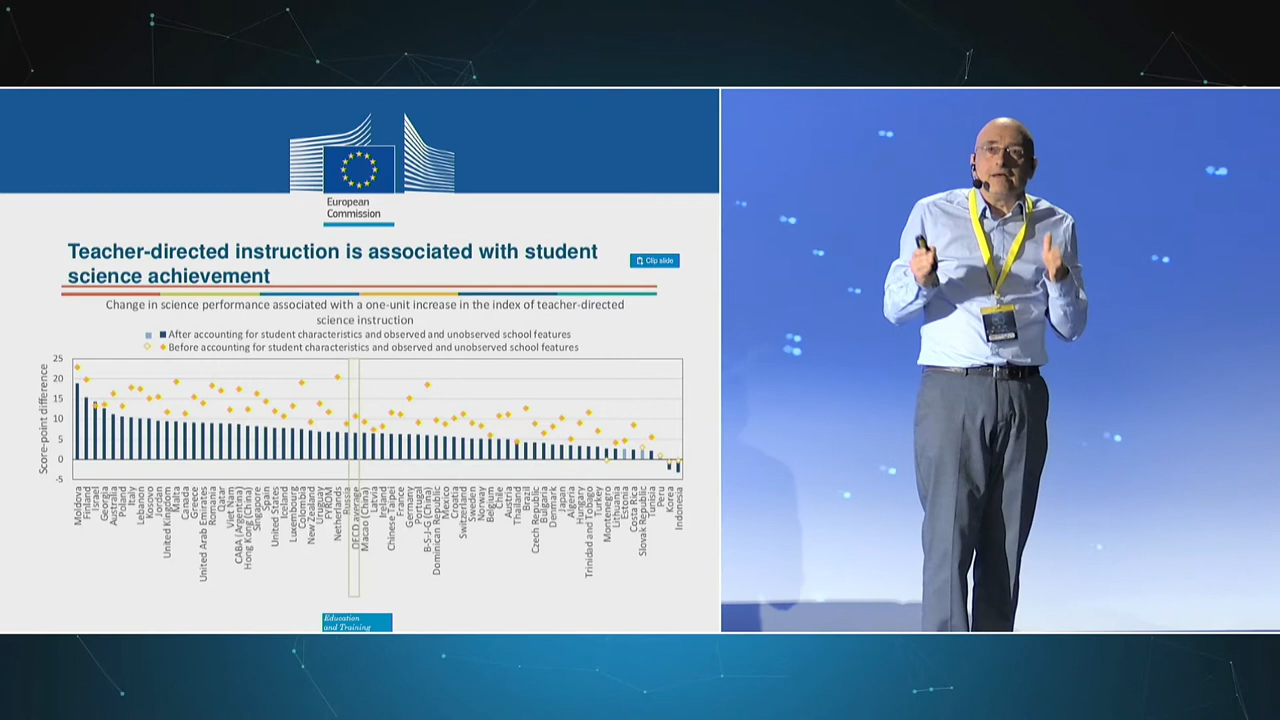 European
Commission
Teacher-directed instruction is associated with student
science achievement
Clip slide
Change in science performance associated with a one-unit increase in the index of teacher-directed
science instruction
After accounting for student characteristics and observed and unobserved school features
Before accounting for student characteristics and observed and unobserved school features
Score-point difference
25
20
15
10
5
0
-5
Moldova
Finland
Israel
Georgia
Australia
Poland
Italy
Lebanon
Kosovo
Jordan
United Kingdom
Malta
Canada
Greece
United Arab Emirates
Romania
Qatar
Viet Nam
CABA (Argentina)
Hong Kong (China)
Singapore
Spain
United States
Iceland
Luxembourg
Colombia
New Zealand
Uruguay
FYROM
Netherlands
Russia
OECD average
Macao (China)
Latvia
Ireland
Chinese Taipei
France
Germany
Portugal
B-S-J-G (China)
Dominican Republic
Mexico
Croatia
Switzerland
Sweden
Norway
Belgium
Chile
Austria
Thailand
Brazil
Czech Republic
Bulgaria
Denmark
Japan
Algeria
Hungary
Trinidad and Tobago
Turkey
Montenegro
Lithuania
Estonia
Costa Rica
Slovak Republic
Tunisia
Peru
Korea
Indonesia
Education
and Training